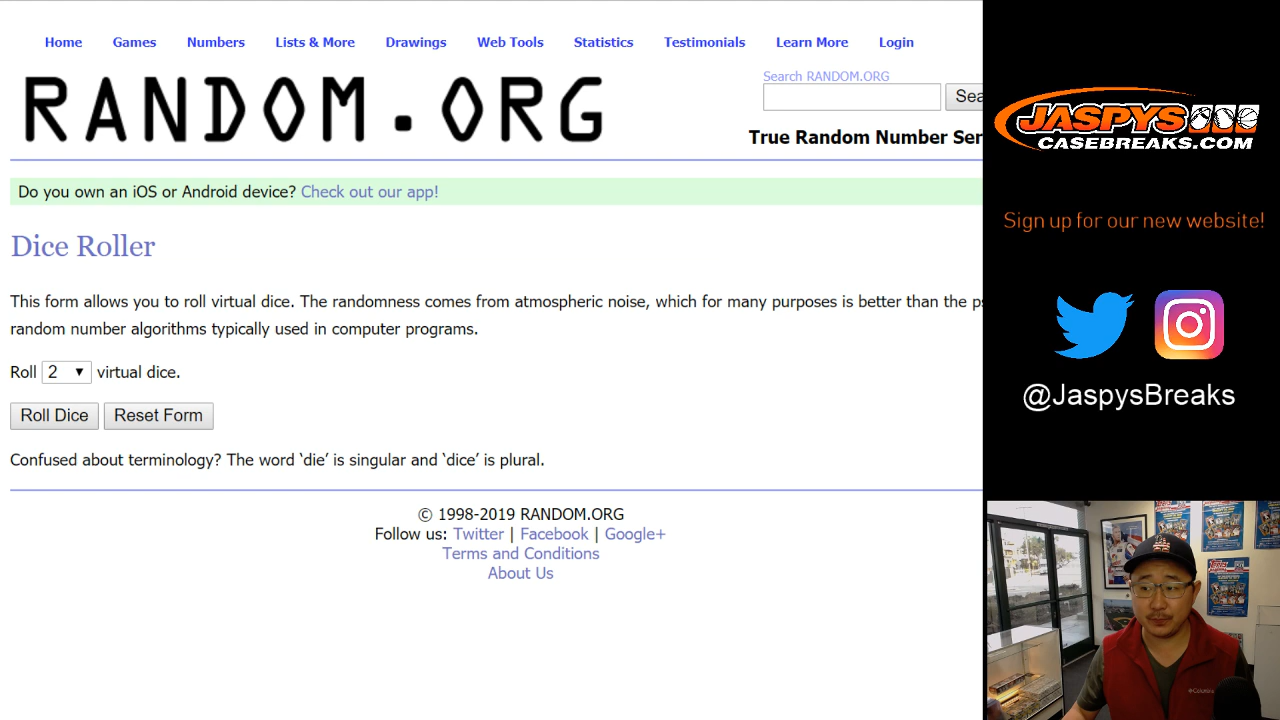 Home Games Numbers Lists & More Drawings Web Tools Statistics Testimonials Learn More Login
RANDOM.ORG
Search RANDOM.ORG
Sea
True Random Number Ser
Do you own an iOS or Android device? Check out our app!
Dice Roller
This form allows you to roll virtual dice. The randomness comes from atmospheric noise, which for many purposes is better than the ps
random number algorithms typically used in computer programs.
Roll 2 virtual dice.
Roll Dice Reset Form
Confused about terminology? The word ‘die’ is singular and ‘dice’ is plural.
© 1998-2019 RANDOM.ORG
Follow us: Twitter | Facebook | Google+
Terms and Conditions
About Us
JASPYS
CASEBREAKS.COM
Sign up for our new website!
@JaspysBreaks
Columbia